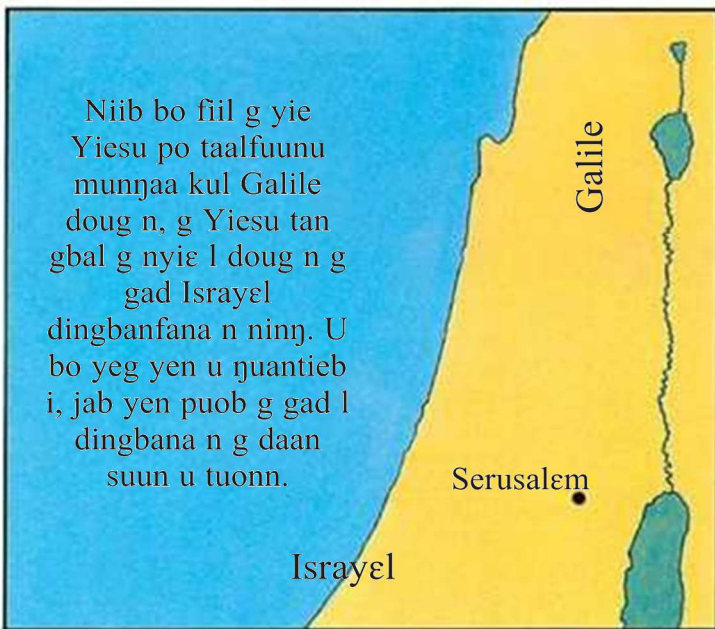 Niib bo fiil g yie
Yiesu po taalfuunu
munŋaa kul Galile
doug n, g Yiesu tan
gbal g nyiɛ l doug n g
gad Israyɛl
dingbanfana n ninŋ. U
bo yeg yen u ŋuantieb
i, jab yen puob g gad l
dingbana n g daan
suun u tuonn.
Galile
Serusalɛm
Israyɛl